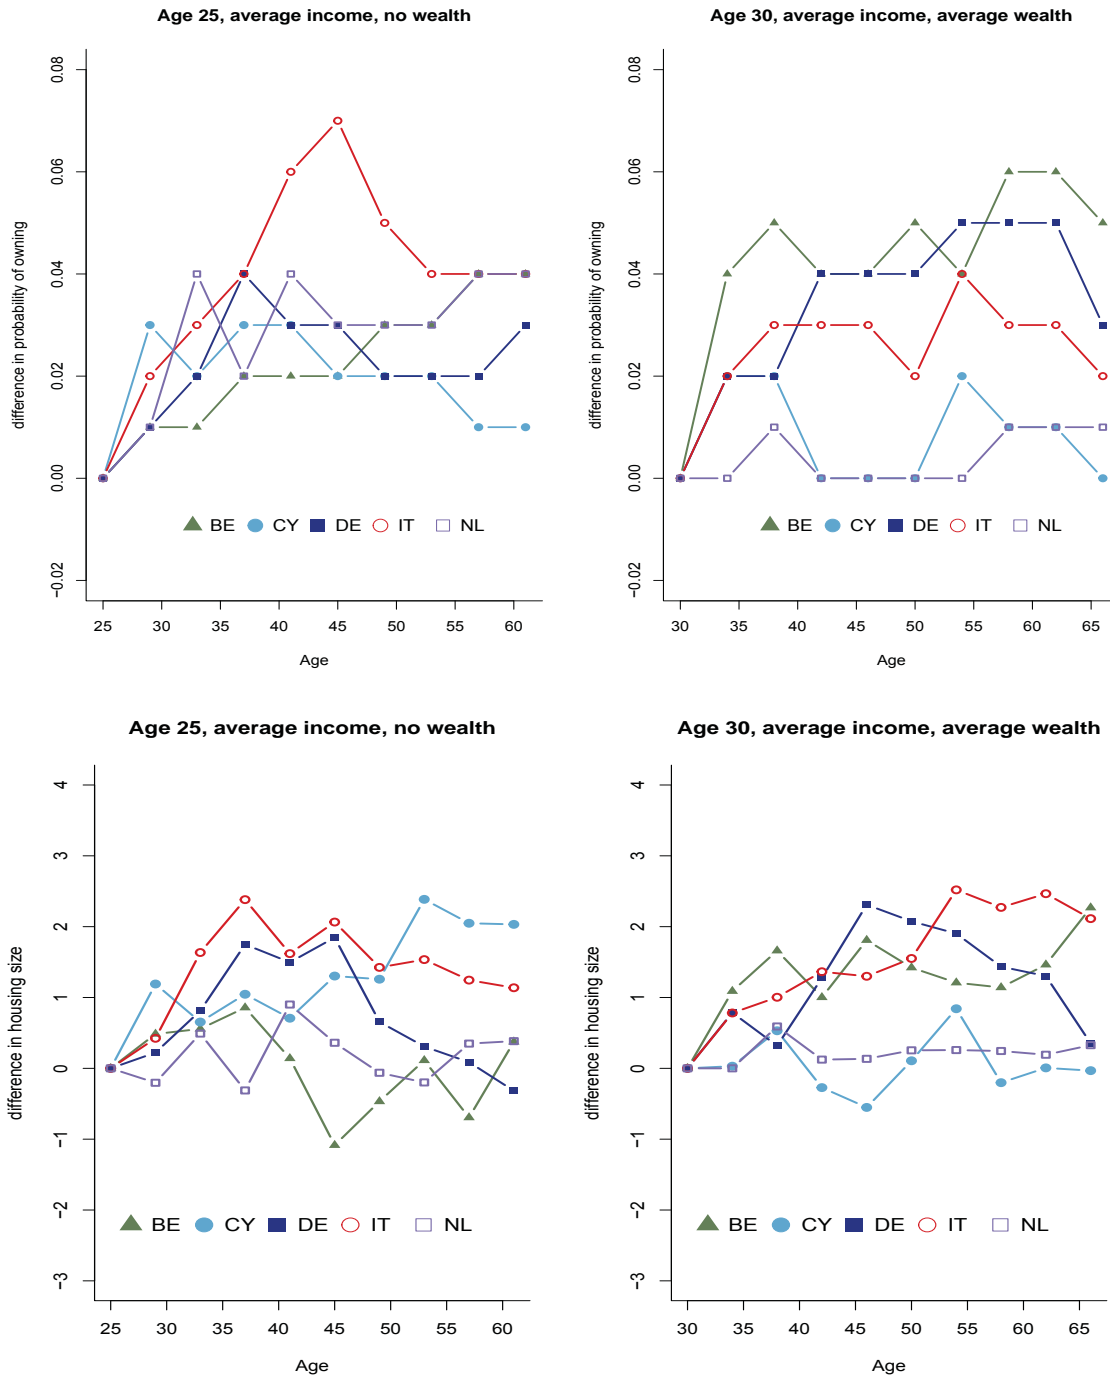 Age 25, average income, no wealth
difference in probability of owning
0.08
0.06
0.04
0.02
0.00
−0.02
BE CY DE IT NL
25 30 35 40 45 50 55 60
Age
Age 30, average income, average wealth
difference in probability of owning
0.08
0.06
0.04
0.02
0.00
−0.02
BE CY DE IT NL
30 35 40 45 50 55 60 65
Age
Age 25, average income, no wealth
difference in housing size
4
3
2
1
0
−1
−2
−3
BE CY DE IT NL
25 30 35 40 45 50 55 60
Age
Age 30, average income, average wealth
difference in housing size
4
3
2
1
0
−1
−2
−3
BE CY DE IT NL
30 35 40 45 50 55 60 65
Age